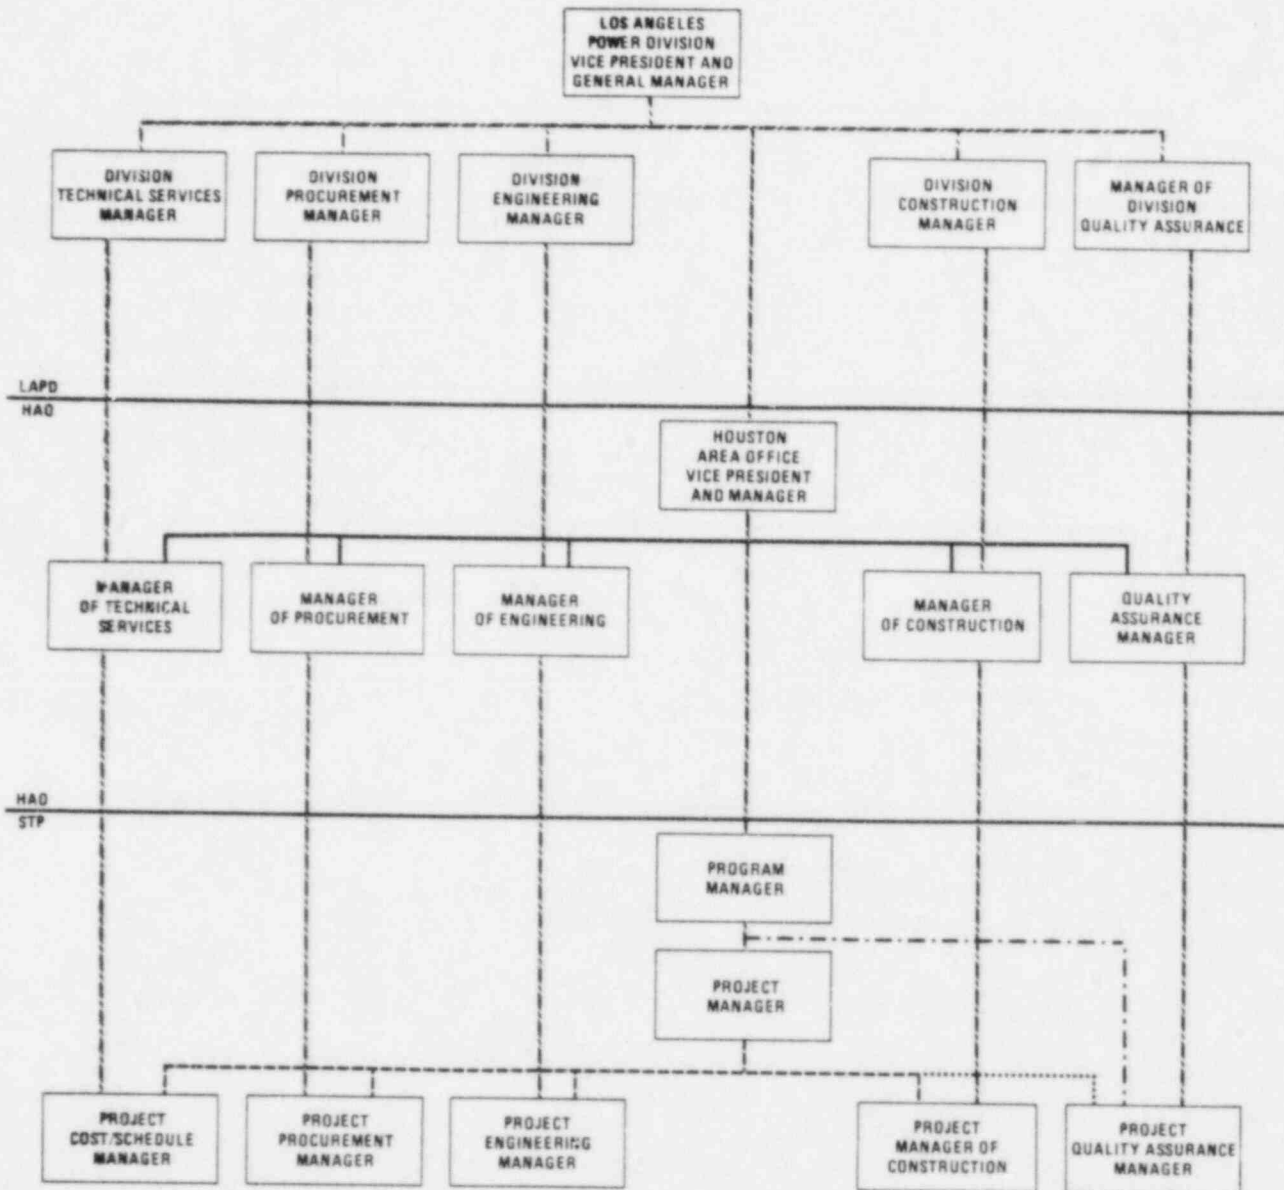 LOS ANGELES
POWER DIVISION
VICE PRESIDENT AND
GENERAL MANAGER
DIVISION
TECHNICAL SERVICES
MANAGER
DIVISION
PROCUREMENT
MANAGER
DIVISION
ENGINEERING
MANAGER
DIVISION
CONSTRUCTION
MANAGER
MANAGER OF
DIVISION
QUALITY ASSURANCE
LAPD
HAO
HOUSTON
AREA OFFICE
VICE PRESIDENT
AND MANAGER
MANAGER
OF TECHNICAL
SERVICES
MANAGER
OF PROCUREMENT
MANAGER
OF ENGINEERING
MANAGER
OF CONSTRUCTION
QUALITY
ASSURANCE
MANAGER
HAO
STP
PROGRAM
MANAGER
PROJECT
MANAGER
PROJECT
COST/SCHEDULE
MANAGER
PROJECT
PROCUREMENT
MANAGER
PROJECT
ENGINEERING
MANAGER
PROJECT
MANAGER OF
CONSTRUCTION
PROJECT
QUALITY ASSURANCE
MANAGER